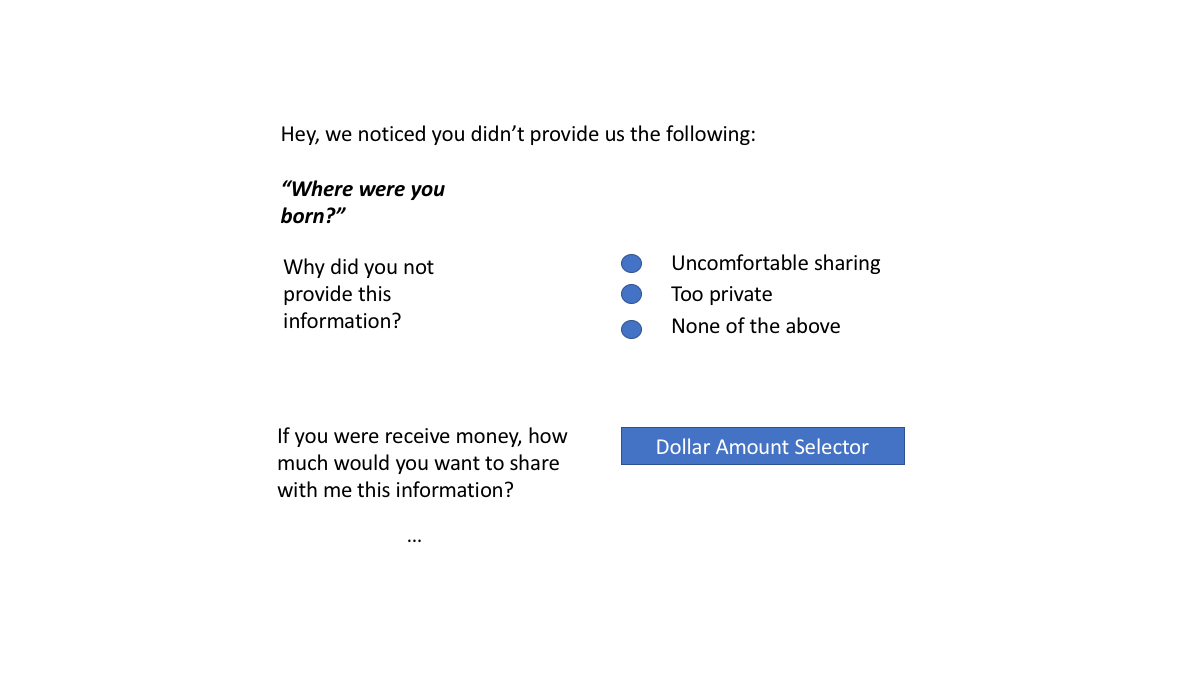 Hey, we noticed you didn’t provide us the following:
“Where were you
born?”
Why did you not
provide this
information?
Uncomfortable sharing
Too private
None of the above
If you were receive money, how
much would you want to share
with me this information?
Dollar Amount Selector
…